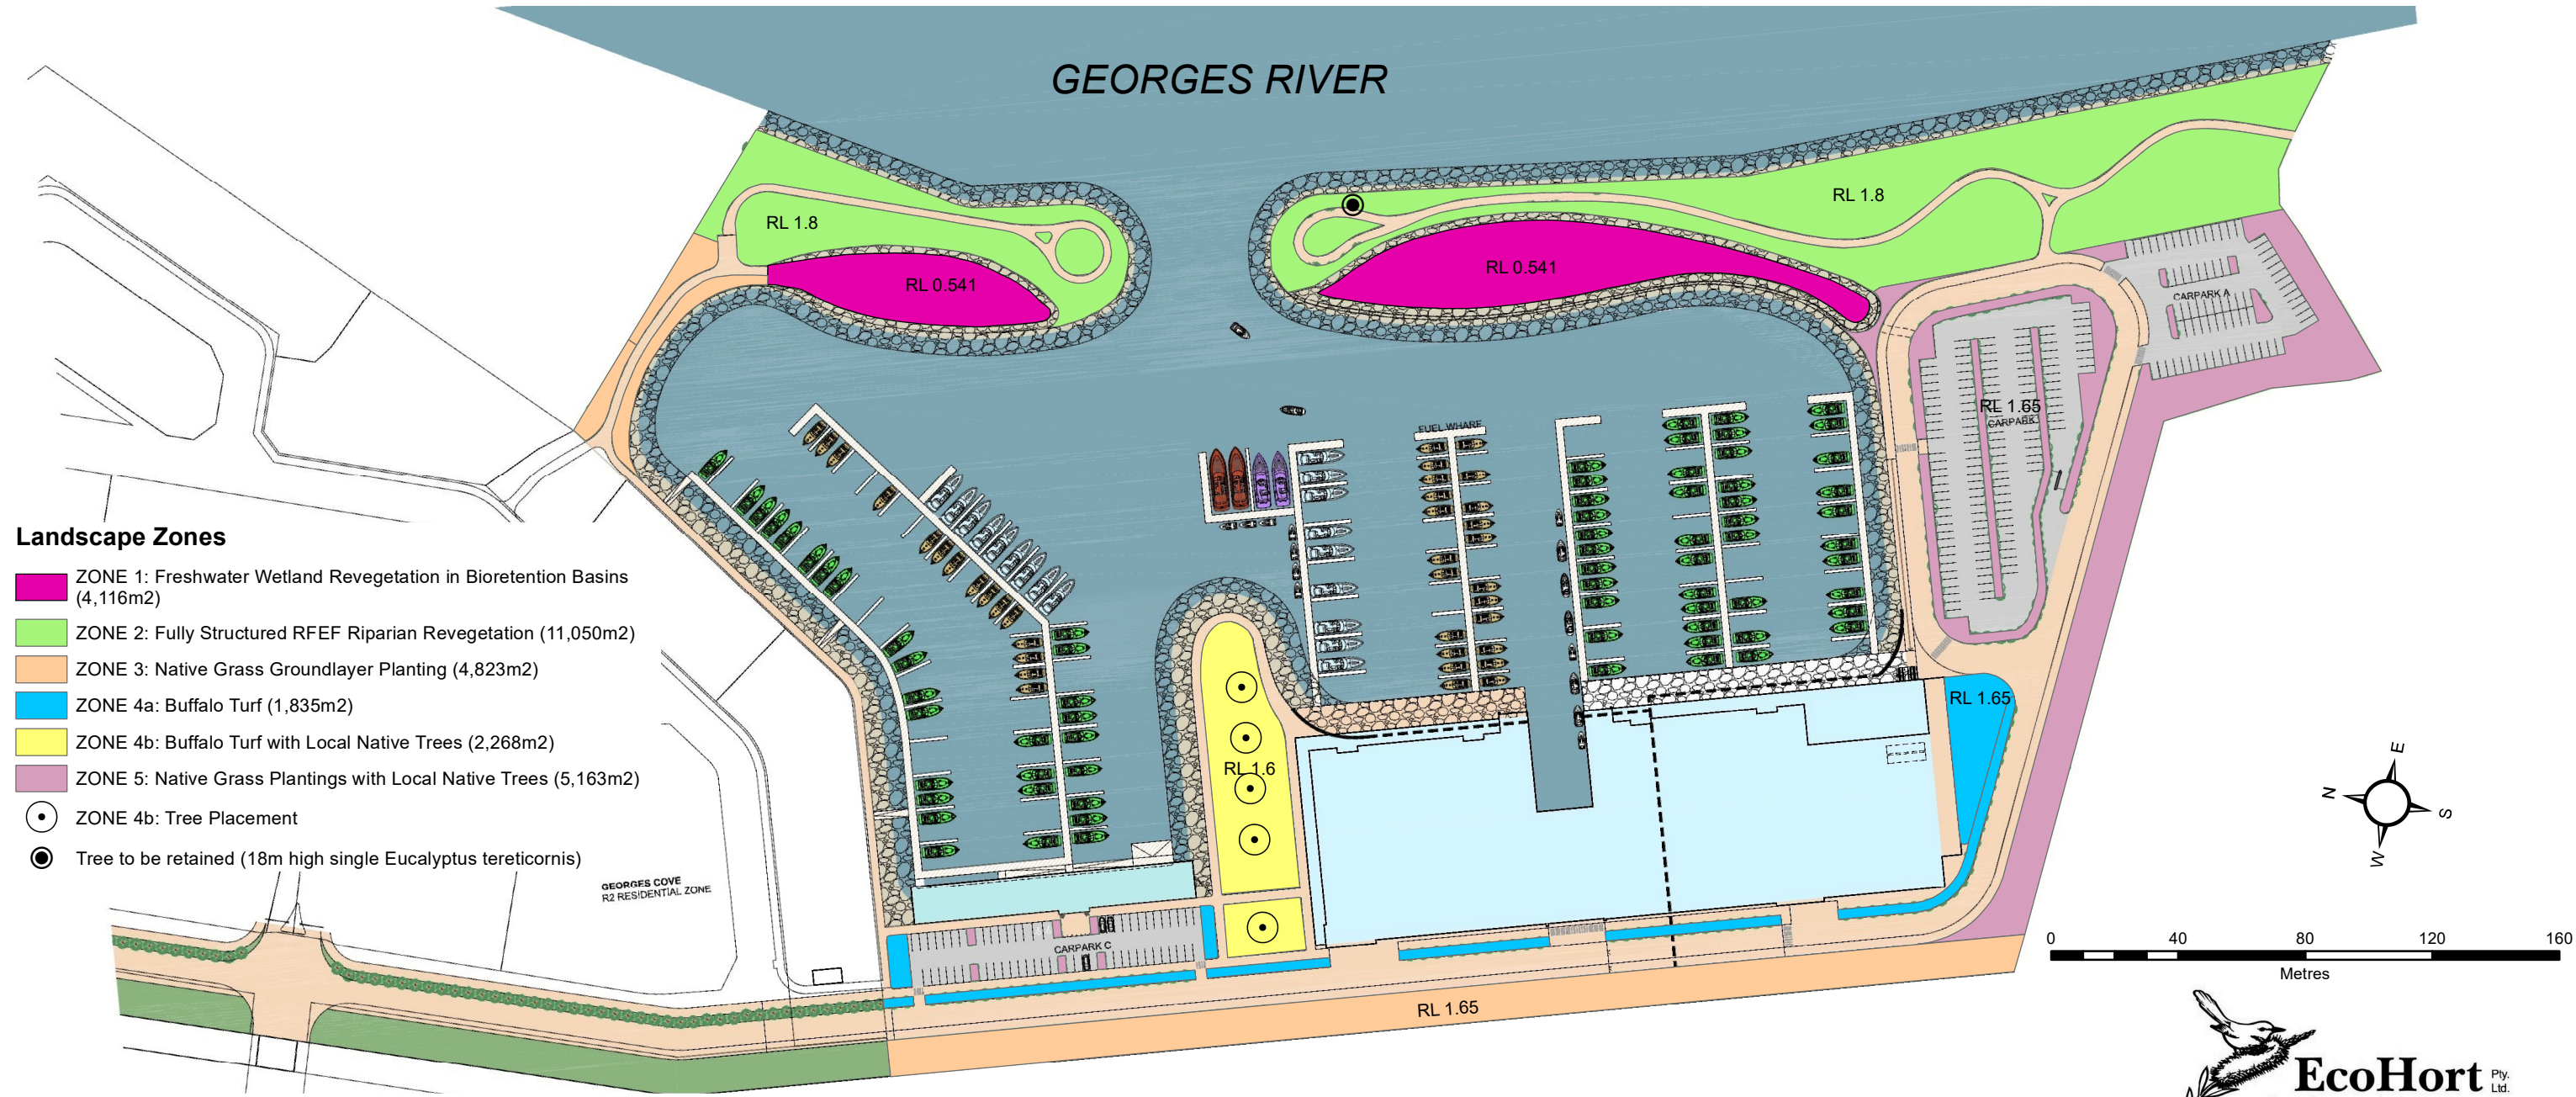 GEORGES RIVER
RL 1.8
RL 1.8
RL 0.541
RL 0.541
CARPARK A
RL 1.65
CARPARK
FUEL WHARF
Landscape Zones
ZONE 1: Freshwater Wetland Revegetation in Bioretention Basins
(4,116m2)
ZONE 2: Fully Structured RFEF Riparian Revegetation (11,050m2)
ZONE 3: Native Grass Groundlayer Planting (4,823m2)
ZONE 4a: Buffalo Turf (1,835m2)
ZONE 4b: Buffalo Turf with Local Native Trees (2,268m2)
ZONE 5: Native Grass Plantings with Local Native Trees (5,163m2)
ZONE 4b: Tree Placement
Tree to be retained (18m high single Eucalyptus tereticornis)
RL 1.65
RL 1.6
GEORGES COVE
R2 RESIDENTIAL ZONE
CARPARK C
RL 1.65
N
E
S
W
0 40 80 120 160
Metres
EcoHort Pty.
Ltd.